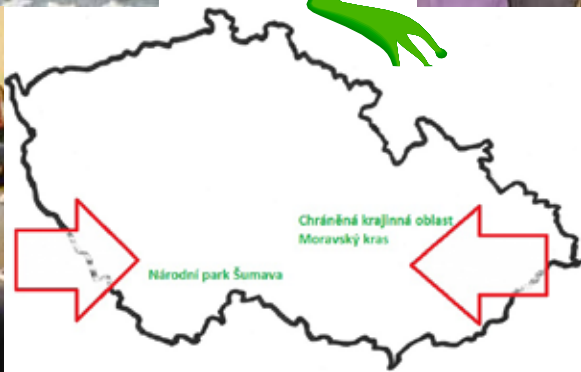 Chráněná krajinná oblast
Moravský kras
Národní park Šumava